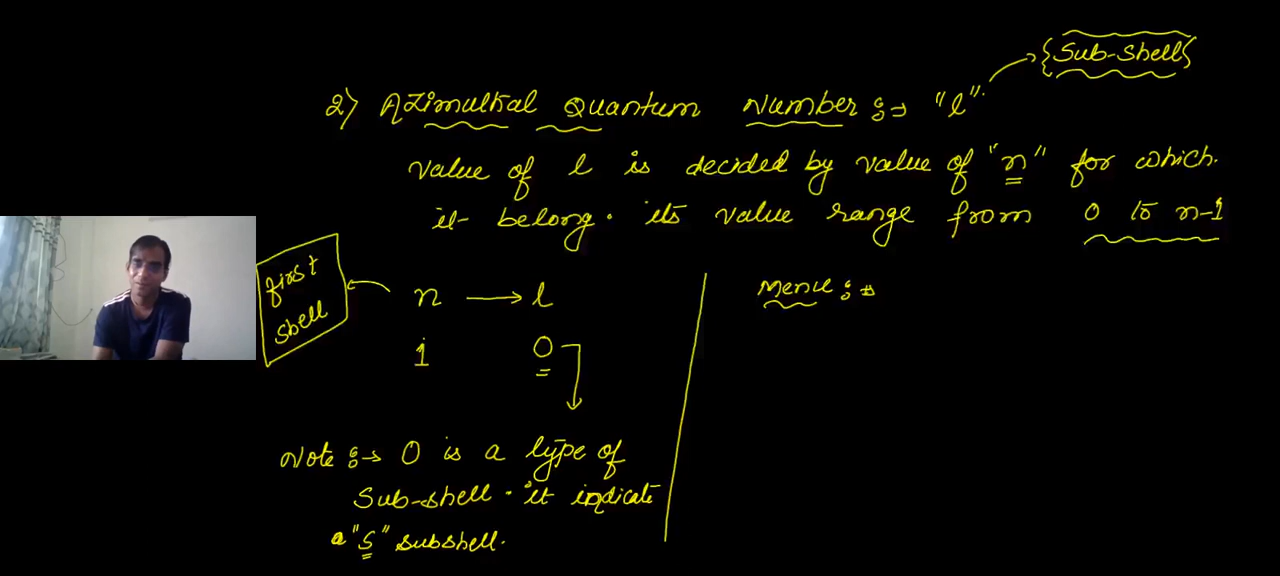 {Sub-Shell}
2) Azimuthal Quantum Number :→ "l"
value of l is decided by value of "n" for which
it belong. its value range from 0 to n-1
first
shell
n → l
1 0
Menu :→
Note :→ 0 is a type of
Sub-shell. it indicate
a "S" subshell.